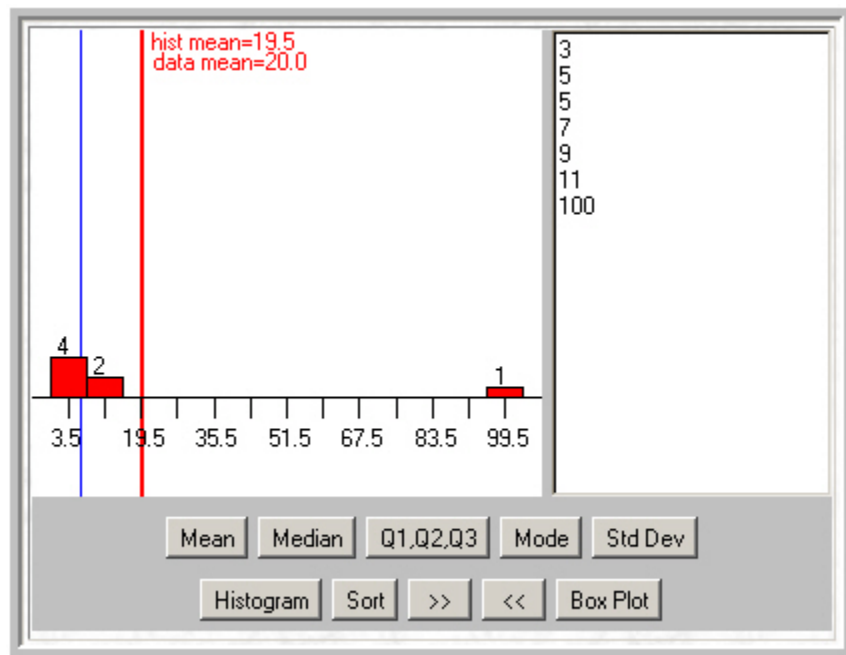 hist mean=19.5
data mean=20.0
4
2
1
3.5 19.5 35.5 51.5 67.5 83.5 99.5
3
5
5
7
9
11
100
Mean Median Q1,Q2,Q3 Mode Std Dev
Histogram Sort >> << Box Plot